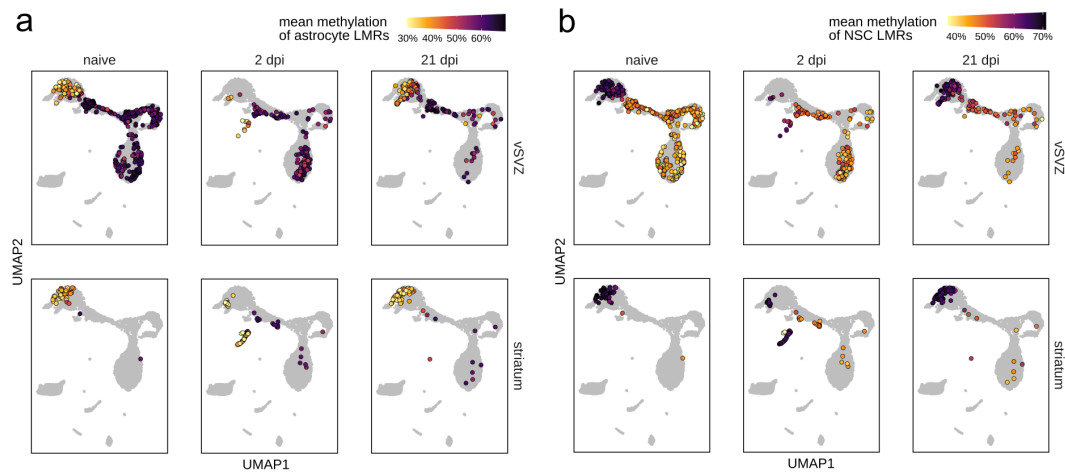 a
mean methylation
of astrocyte LMRs
30% 40% 50% 60%
naive
2 dpi
21 dpi
vSVZ
striatum
UMAP2
UMAP1
b
mean methylation
of NSC LMRs
40% 50% 60% 70%
naive
2 dpi
21 dpi
vSVZ
striatum
UMAP2
UMAP1